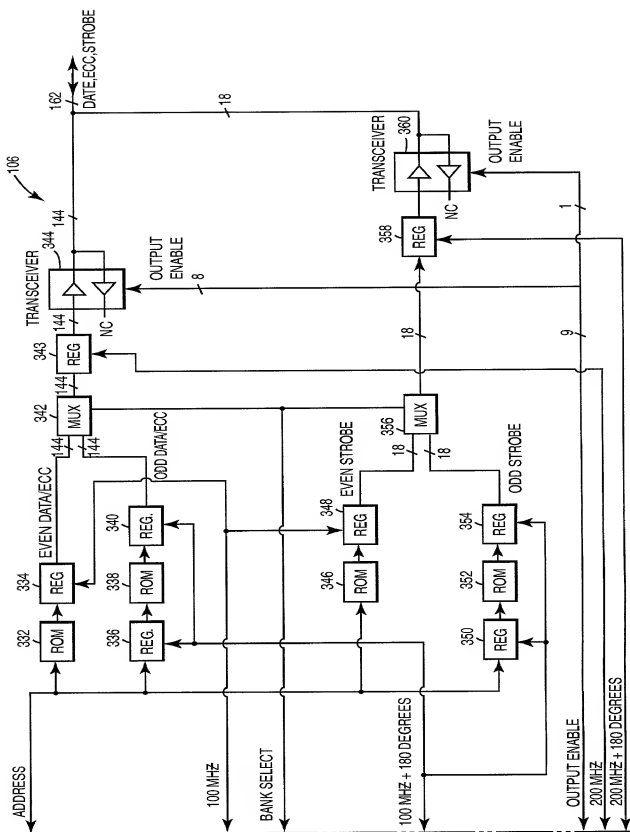 106
162
DATE,ECC,STROBE
18
144
TRANSCEIVER
344
144
NC
OUTPUT
ENABLE
8
343
REG
144
342
MUX
144
144
EVEN DATA/ECC
334
REG
332
ROM
ODD DATA/ECC
340
REG.
338
ROM
336
REG.
TRANSCEIVER
360
NC
OUTPUT
ENABLE
358
REG
1
18
9
356
MUX
18
18
EVEN STROBE
348
REG
346
ROM
ODD STROBE
354
REG
352
ROM
350
REG
ADDRESS
100 MHZ
BANK SELECT
100 MHZ + 180 DEGREES
OUTPUT ENABLE
200 MHZ
200 MHZ + 180 DEGREES